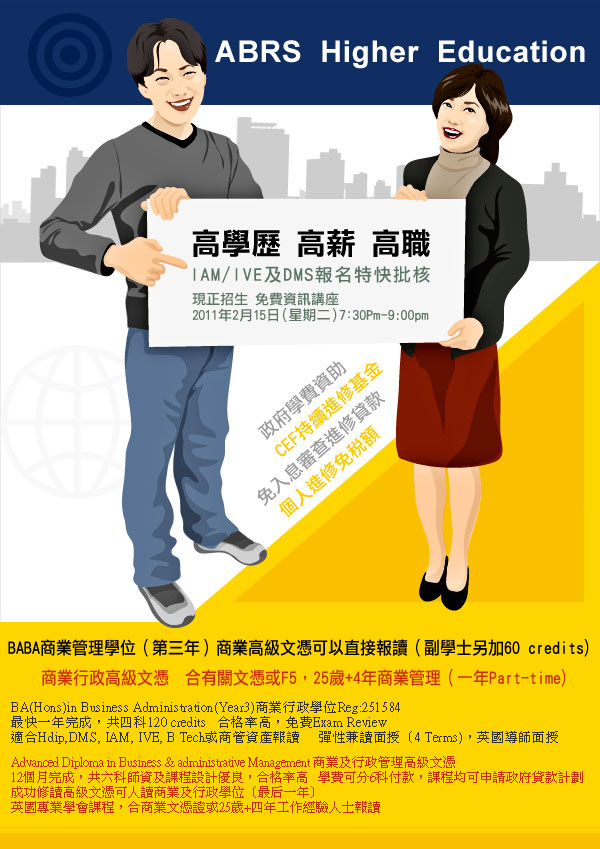 ABRS Higher Education
高學歷 高薪 高職
IAM/IVE及DMS報名特快批核
現正招生 免費資訊講座
2011年2月15日(星期二)7:30Pm-9:00pm
政府學費資助
CEF持續進修基金
免入息審查進修貸款
個人進修免稅額
BABA商業管理學位(第三年)商業高級文憑可以直接報讀(副學士另加60 credits)
商業行政高級文憑 合有關文憑或F5,25歲+4年商業管理(一年Part-time)
BA(Hons)in Business Administration(Year3)商業行政學位Reg:251584
最快一年完成,共四科120 credits 合格率高,免費Exam Review
適合Hdip,DMS, IAM, IVE, B Tech或商管資產報讀 彈性兼讀面授〔4 Terms〕,英國導師面授
Advanced Diploma in Business & administrative Management 商業及行政管理高級文憑
12個月完成,共六科師資及課程設計優良,合格率高 學費可分6科付款,課程均可申請政府貸款計劃
成功修讀高級文憑可人讀商業及行政學位〔最后一年〕
英國專業學會課程,合商業文憑證或25歲+四年工作經驗人士報讀